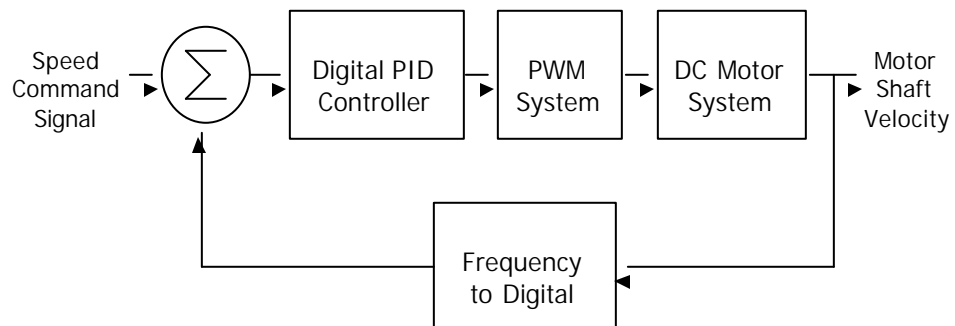 Speed
Command
Signal
Σ
Digital PID
Controller
PWM
System
DC Motor
System
Motor
Shaft
Velocity
Frequency
to Digital